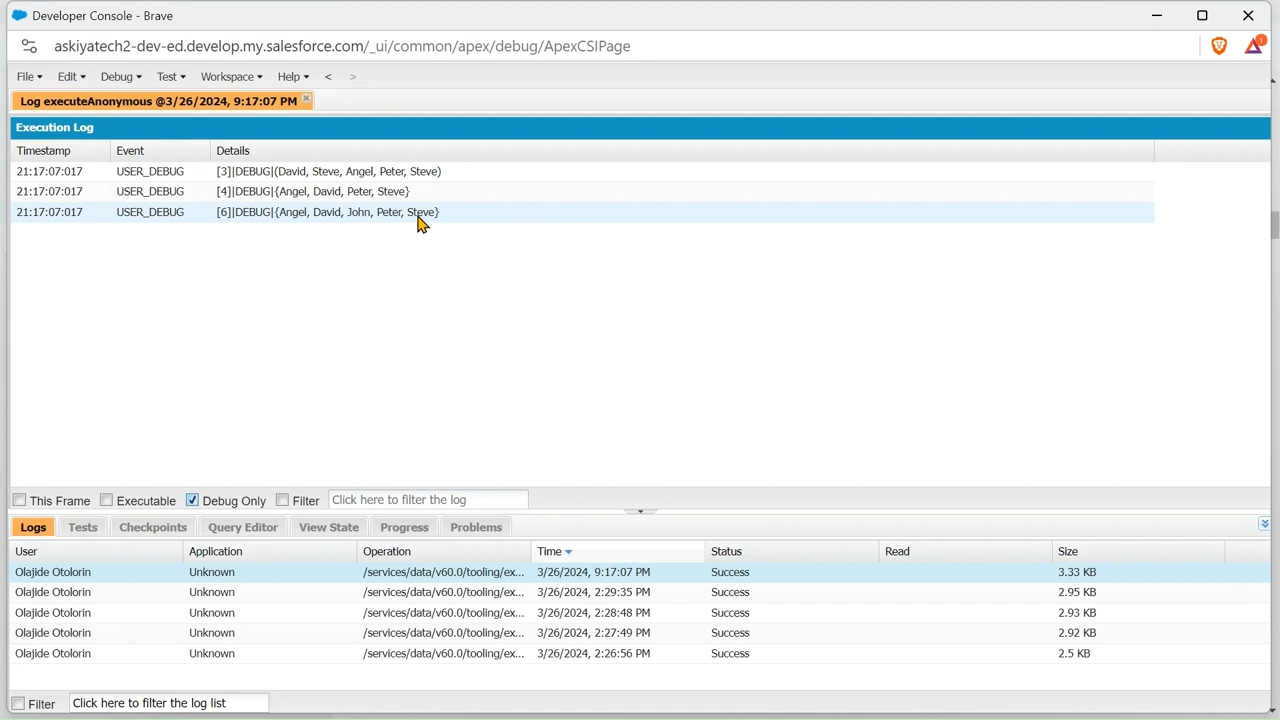 Developer Console - Brave
askiyatech2-dev-ed.develop.my.salesforce.com/_ui/common/apex/debug/ApexCSIPage
1
File Edit Debug Test Workspace Help < >
Log executeAnonymous @3/26/2024, 9:17:07 PM
Execution Log
Timestamp Event Details
21:17:07:017 USER_DEBUG [3]|DEBUG|(David, Steve, Angel, Peter, Steve)
21:17:07:017 USER_DEBUG [4]|DEBUG|{Angel, David, Peter, Steve}
21:17:07:017 USER_DEBUG [6]|DEBUG|{Angel, David, John, Peter, Steve}
This Frame Executable Debug Only Filter Click here to filter the log
Logs Tests Checkpoints Query Editor View State Progress Problems
User Application Operation Time Status Read Size
Olajide Otolorin Unknown /services/data/v60.0/tooling/ex... 3/26/2024, 9:17:07 PM Success 3.33 KB
Olajide Otolorin Unknown /services/data/v60.0/tooling/ex... 3/26/2024, 2:29:35 PM Success 2.95 KB
Olajide Otolorin Unknown /services/data/v60.0/tooling/ex... 3/26/2024, 2:28:48 PM Success 2.93 KB
Olajide Otolorin Unknown /services/data/v60.0/tooling/ex... 3/26/2024, 2:27:49 PM Success 2.92 KB
Olajide Otolorin Unknown /services/data/v60.0/tooling/ex... 3/26/2024, 2:26:56 PM Success 2.5 KB
Filter Click here to filter the log list